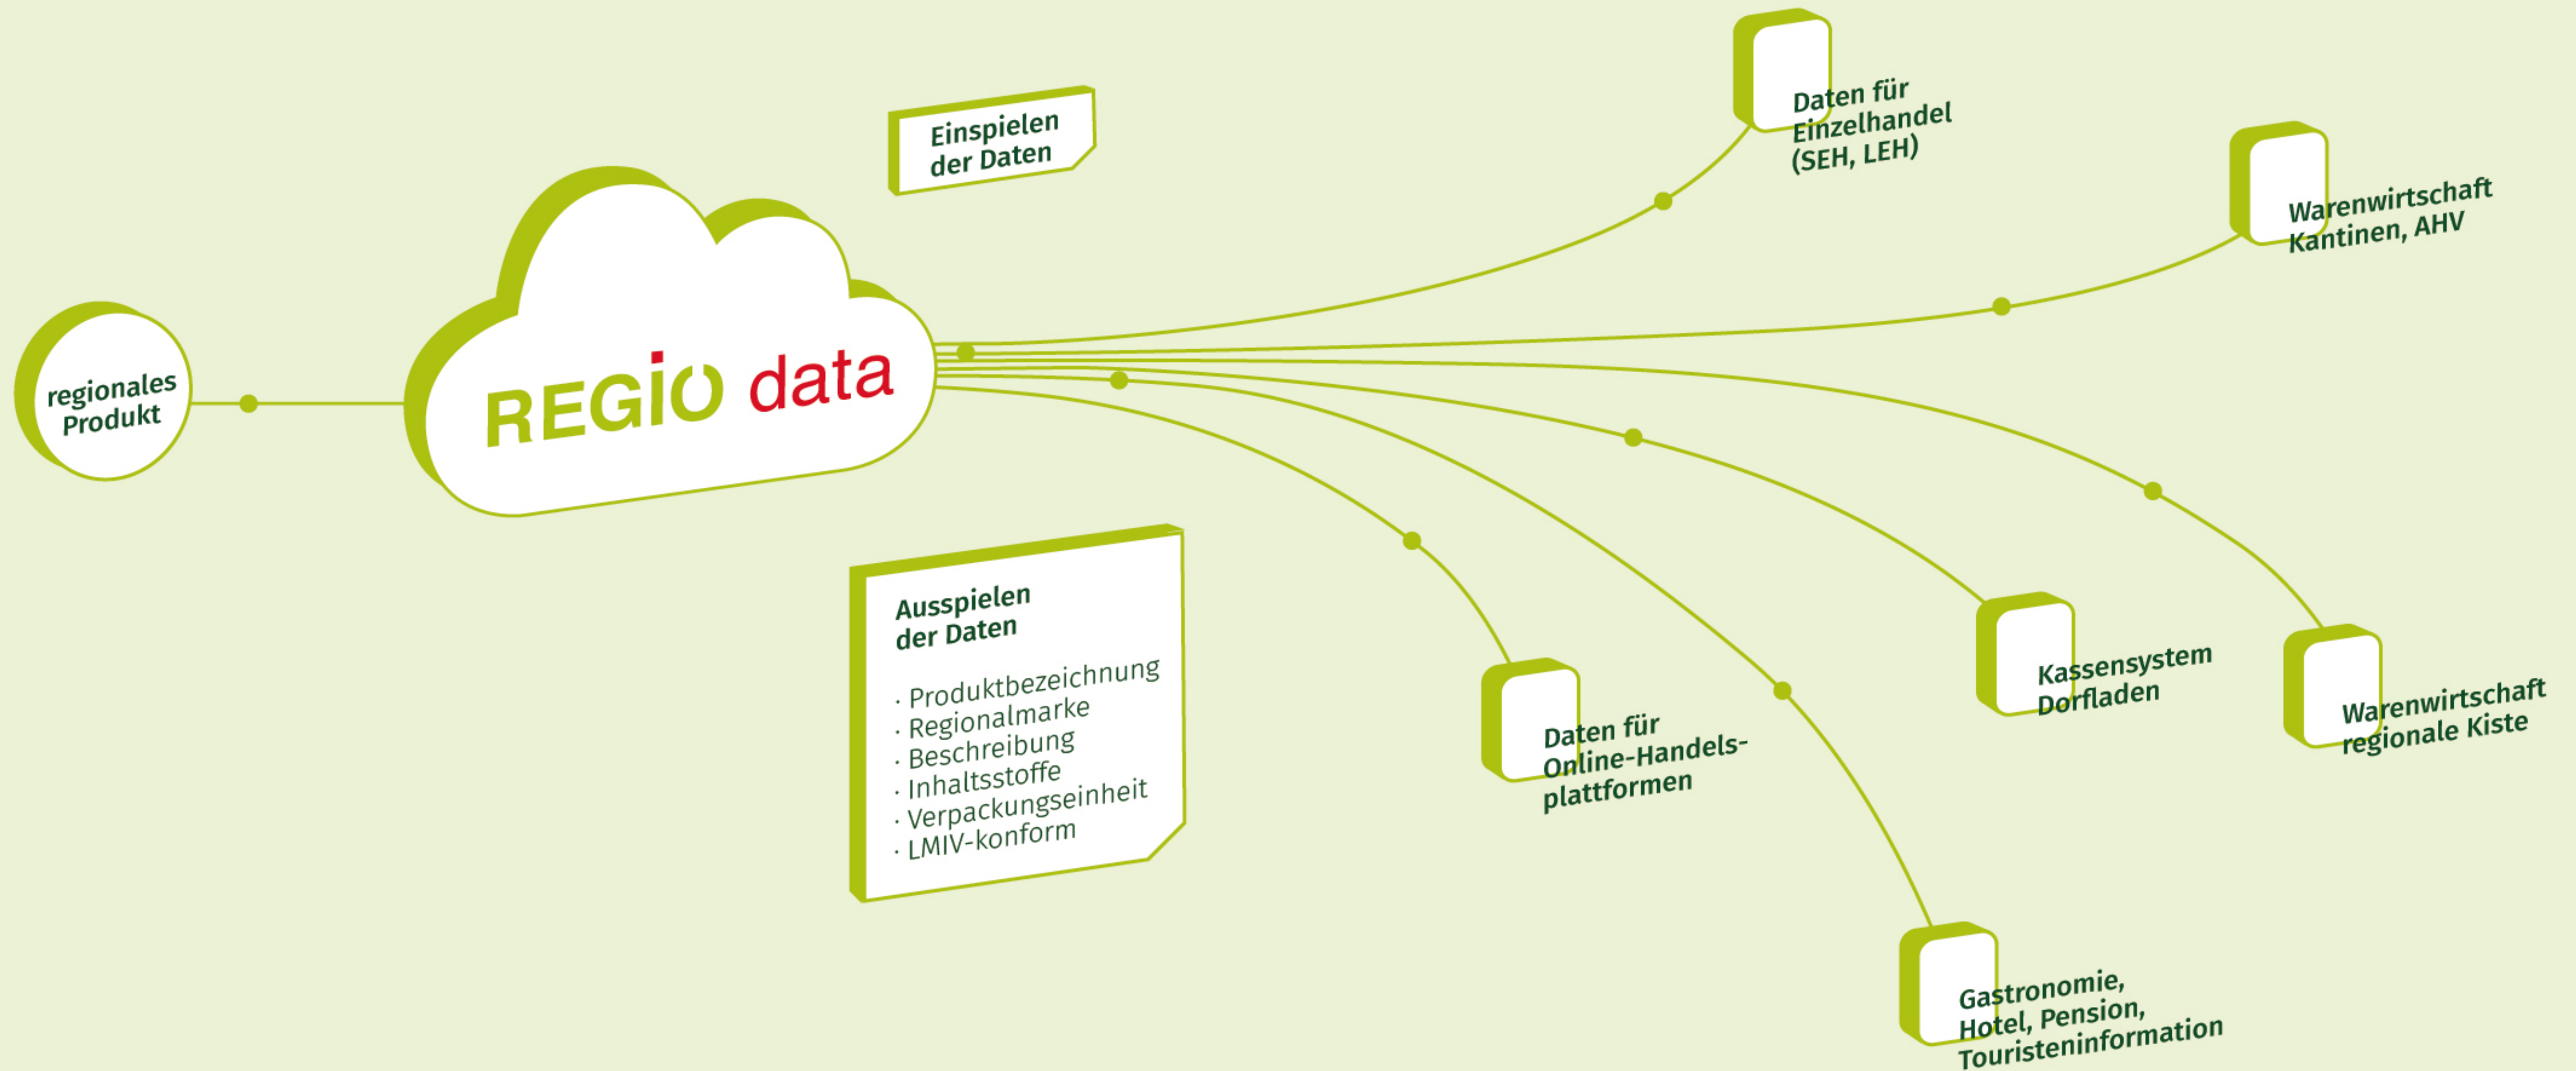 regionales
Produkt
REGiO data
Einspielen
der Daten
Ausspielen
der Daten
· Produktbezeichnung
· Regionalmarke
· Beschreibung
· Inhaltsstoffe
· Verpackungseinheit
· LMIV-konform
Daten für
Einzelhandel
(SEH, LEH)
Warenwirtschaft
Kantinen, AHV
Daten für
Online-Handels-
plattformen
Kassensystem
Dorfladen
Warenwirtschaft
regionale Kiste
Gastronomie,
Hotel, Pension,
Touristeninformation